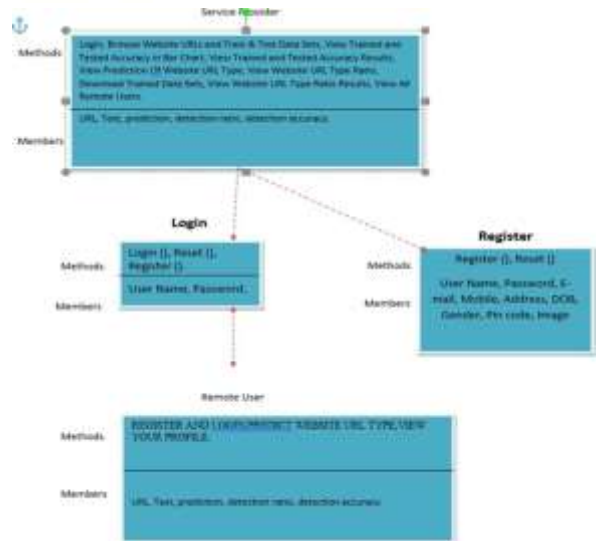 Service Provider
Methods
Login, Browse Website URLs and Train & Test Data Sets, View Trained and
Tested Accuracy in Bar Chart, View Trained and Tested Accuracy Results,
View Prediction Of Website URL Type, View Website URL Type Ratio,
Download Trained Data Sets, View Website URL Type Ratio Results, View All
Remote Users
Members
URL, Text, prediction, detection ratio, detection accuracy
Login
Methods
Login (), Reset (),
Register ()
Members
User Name, Password,
Register
Methods
Register (), Reset ()
Members
User Name, Password, E-
mail, Mobile, Address, DOB,
Gender, Pin code, Image
Remote User
Methods
REGISTER AND LOGIN,PREDICT WEBSITE URL TYPE,VIEW
YOUR PROFILE.
Members
URL, Text, prediction, detection ratio, detection accuracy